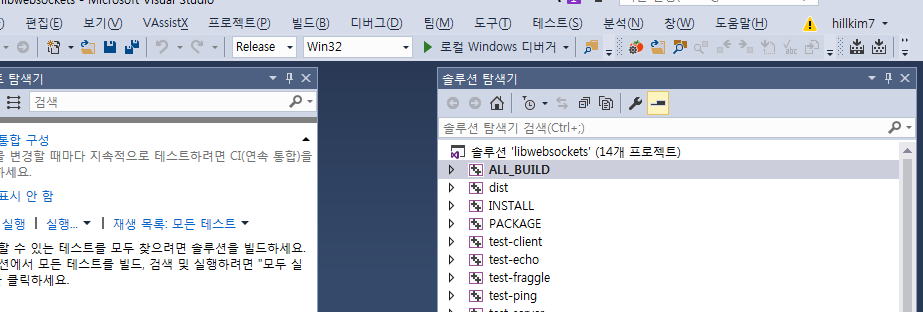 libwebsockets - Microsoft Visual Studio
편집(E) 보기(V) VAssistX 프로젝트(P) 빌드(B) 디버그(D) 팀(M) 도구(T) 테스트(S) 분석(N) 창(W) 도움말(H) hillkim7
Release Win32 로컬 Windows 디버거
탐색기
검색
통합 구성
변경할 때마다 지속적으로 테스트하려면 CI(연속 통합)을
하세요.
표시 안 함
실행 | 실행... | 재생 목록: 모든 테스트
할 수 있는 테스트를 모두 찾으려면 솔루션을 빌드하세요.
션에서 모든 테스트를 빌드, 검색 및 실행하려면 "모두 실
클릭하세요.
솔루션 탐색기
솔루션 탐색기 검색(Ctrl+;)
솔루션 'libwebsockets' (14개 프로젝트)
ALL_BUILD
dist
INSTALL
PACKAGE
test-client
test-echo
test-fraggle
test-ping